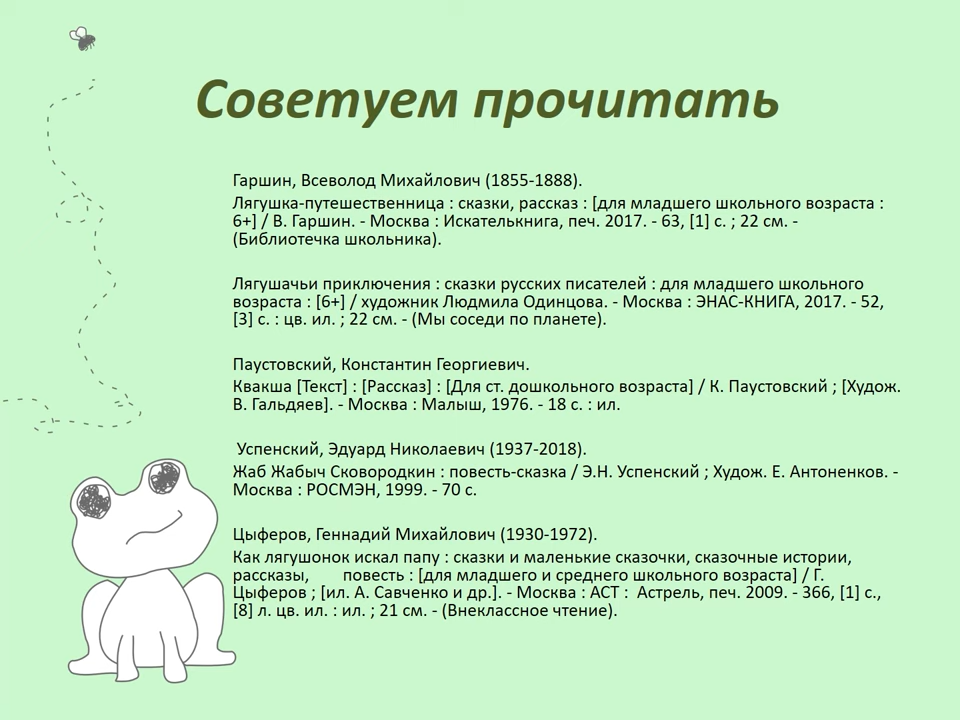 Советуем прочитать
Гаршин, Всеволод Михайлович (1855-1888).
Лягушка-путешественница : сказки, рассказ : [для младшего школьного возраста :
6+] / В. Гаршин. - Москва : Искателькнига, печ. 2017. - 63, [1] с. ; 22 см. -
(Библиотечка школьника).
Лягушачьи приключения : сказки русских писателей : для младшего школьного
возраста : [6+] / художник Людмила Одинцова. - Москва : ЭНАС-КНИГА, 2017. - 52,
[3] с. : цв. ил. ; 22 см. - (Мы соседи по планете).
Паустовский, Константин Георгиевич.
Квакша [Текст] : [Рассказ] : [Для ст. дошкольного возраста] / К. Паустовский ; [Худож.
В. Гальдяев]. - Москва : Малыш, 1976. - 18 с. : ил.
Успенский, Эдуард Николаевич (1937-2018).
Жаб Жабыч Сковородкин : повесть-сказка / Э.Н. Успенский ; Худож. Е. Антоненков. -
Москва : РОСМЭН, 1999. - 70 с.
Цыферов, Геннадий Михайлович (1930-1972).
Как лягушонок искал папу : сказки и маленькие сказочки, сказочные истории,
рассказы, повесть : [для младшего и среднего школьного возраста] / Г.
Цыферов ; [ил. А. Савченко и др.]. - Москва : АСТ : Астрель, печ. 2009. - 366, [1] с.,
[8] л. цв. ил. : ил. ; 21 см. - (Внеклассное чтение).